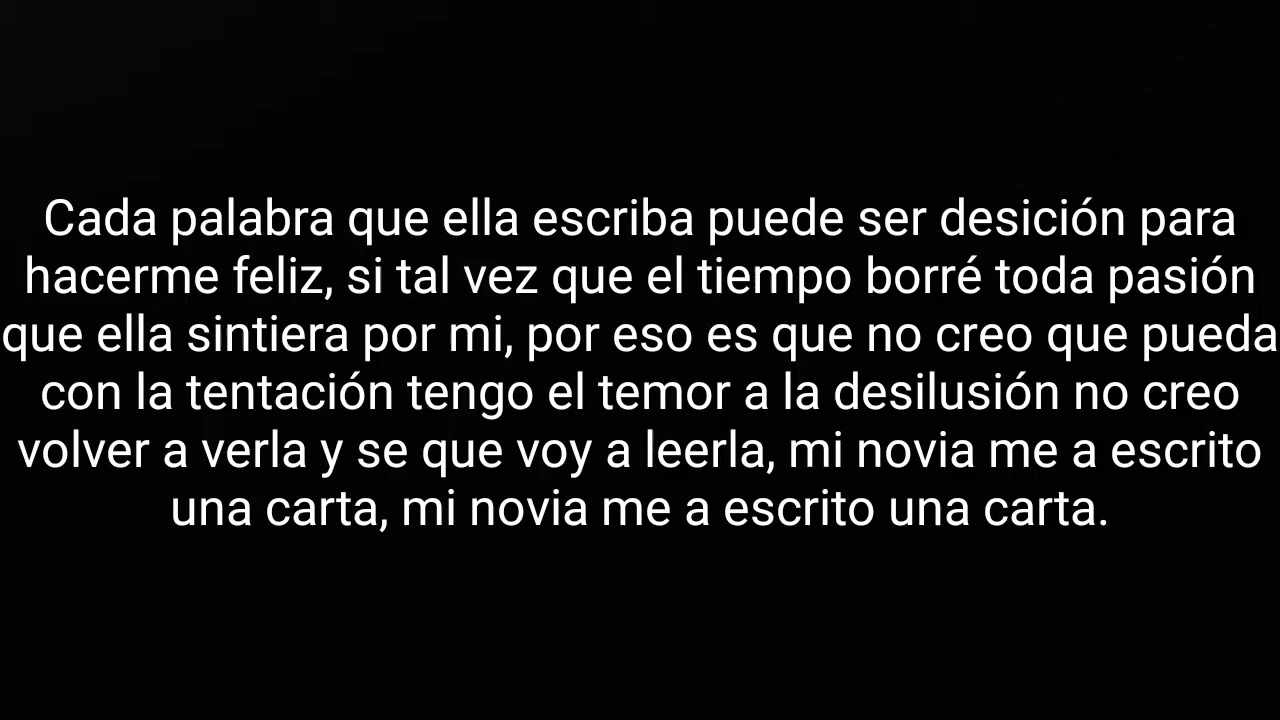 Cada palabra que ella escriba puede ser desición para
hacerme feliz, si tal vez que el tiempo borré toda pasión
que ella sintiera por mi, por eso es que no creo que pueda
con la tentación tengo el temor a la desilusión no creo
volver a verla y se que voy a leerla, mi novia me a escrito
una carta, mi novia me a escrito una carta.